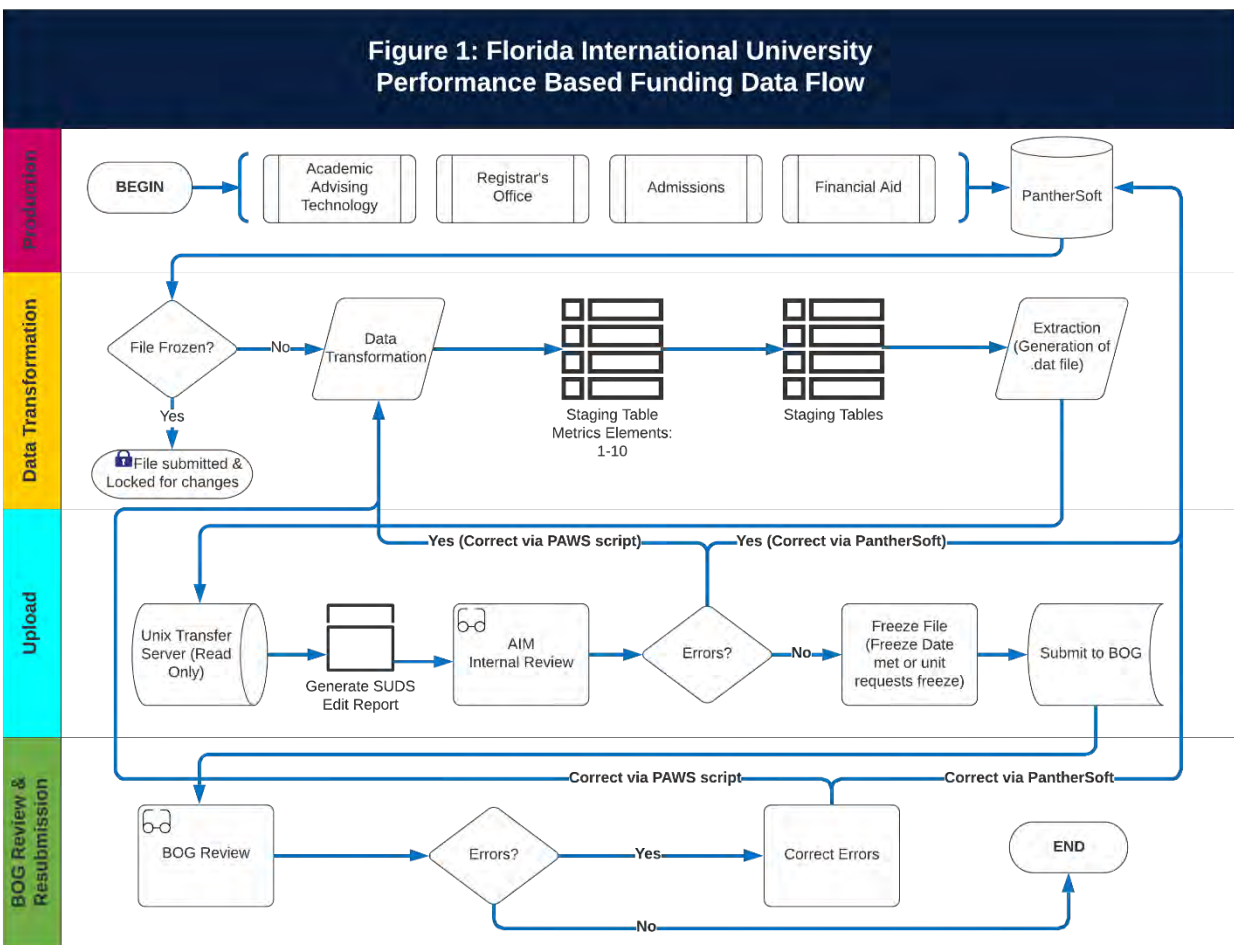 Figure 1: Florida International University
Performance Based Funding Data Flow
Production
BEGIN
Academic
Advising
Technology
Registrar's
Office
Admissions
Financial Aid
PantherSoft
Data Transformation
File Frozen?
No
Data
Transformation
Staging Table
Metrics Elements:
1-10
Staging Tables
Extraction
(Generation of
.dat file)
Yes
File submitted &
Locked for changes
Upload
Yes (Correct via PAWS script)
Yes (Correct via PantherSoft)
Unix Transfer
Server (Read
Only)
Generate SUDS
Edit Report
AIM
Internal Review
Errors?
No
Freeze File
(Freeze Date
met or unit
requests freeze)
Submit to BOG
BOG Review &
Resubmission
Correct via PAWS script
Correct via PantherSoft
BOG Review
Errors?
Yes
Correct Errors
END
No